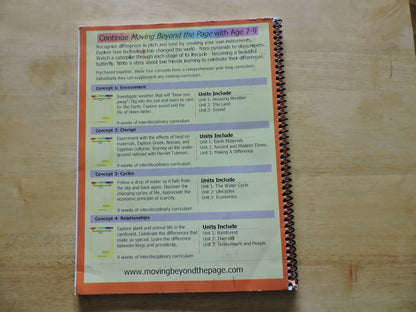 Continue Moving Beyond the Page with Age 7-9
Recognize differences in pitch and tune by creating your own instruments.
Explore how technology has changed the world - from pyramids to skyscrapers.
Watch a caterpillar through each stage of its lifecycle - becoming a beautiful
butterfly. Write a story about two friends learning to celebrate their differences.
Purchased together, these four concepts form a comprehensive year long curriculum.
Individually they can supplement any existing curriculum.
Concept 1: Environment
Investigate weather that will "blow you
away". Dig into the soil and learn to care
for the Earth. Explore sound and the
life of Helen Keller.
9 weeks of interdisciplinary curriculum
Units Include
Unit 1: Amazing Weather
Unit 2: The Land
Unit 3: Sound
Concept 2: Change
Experiment with the effects of heat on
materials. Explore Greek, Roman, and
Egyptian cultures. Journey on the under-
ground railroad with Harriet Tubman.
9 weeks of interdisciplinary curriculum
Units Include
Unit 1: Earth Materials
Unit 2: Ancient and Modern Times
Unit 3: Making A Difference
Concept 3: Cycles
Follow a drop of water as it falls from
the sky and back again. Discover the
changing cycles of life. Appreciate the
economic principle of scarcity.
9 weeks of interdisciplinary curriculum
Units Include
Unit 1: The Water Cycle
Unit 2: Lifecycles
Unit 3: Economics
Concept 4: Relationships
Explore plant and animal life in the
rainforest. Celebrate the differences that
make us special. Learn the difference
between kings and presidents.
9 weeks of interdisciplinary curriculum
Units Include
Unit 1: Rainforest
Unit 2: Diversity
Unit 3: Governments and People
www.movingbeyondthepage.com